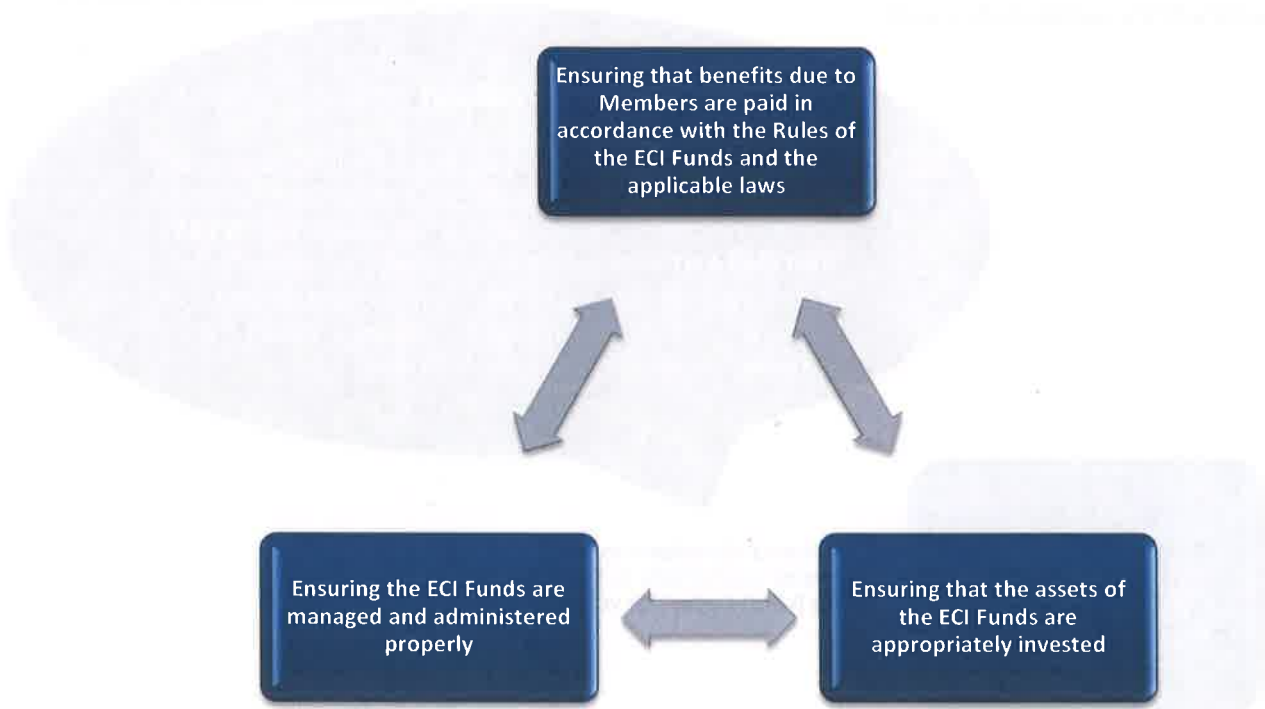 Ensuring that benefits due to
Members are paid in
accordance with the Rules of
the ECI Funds and the
applicable laws
Ensuring the ECI Funds are
managed and administered
properly
Ensuring that the assets of
the ECI Funds are
appropriately invested